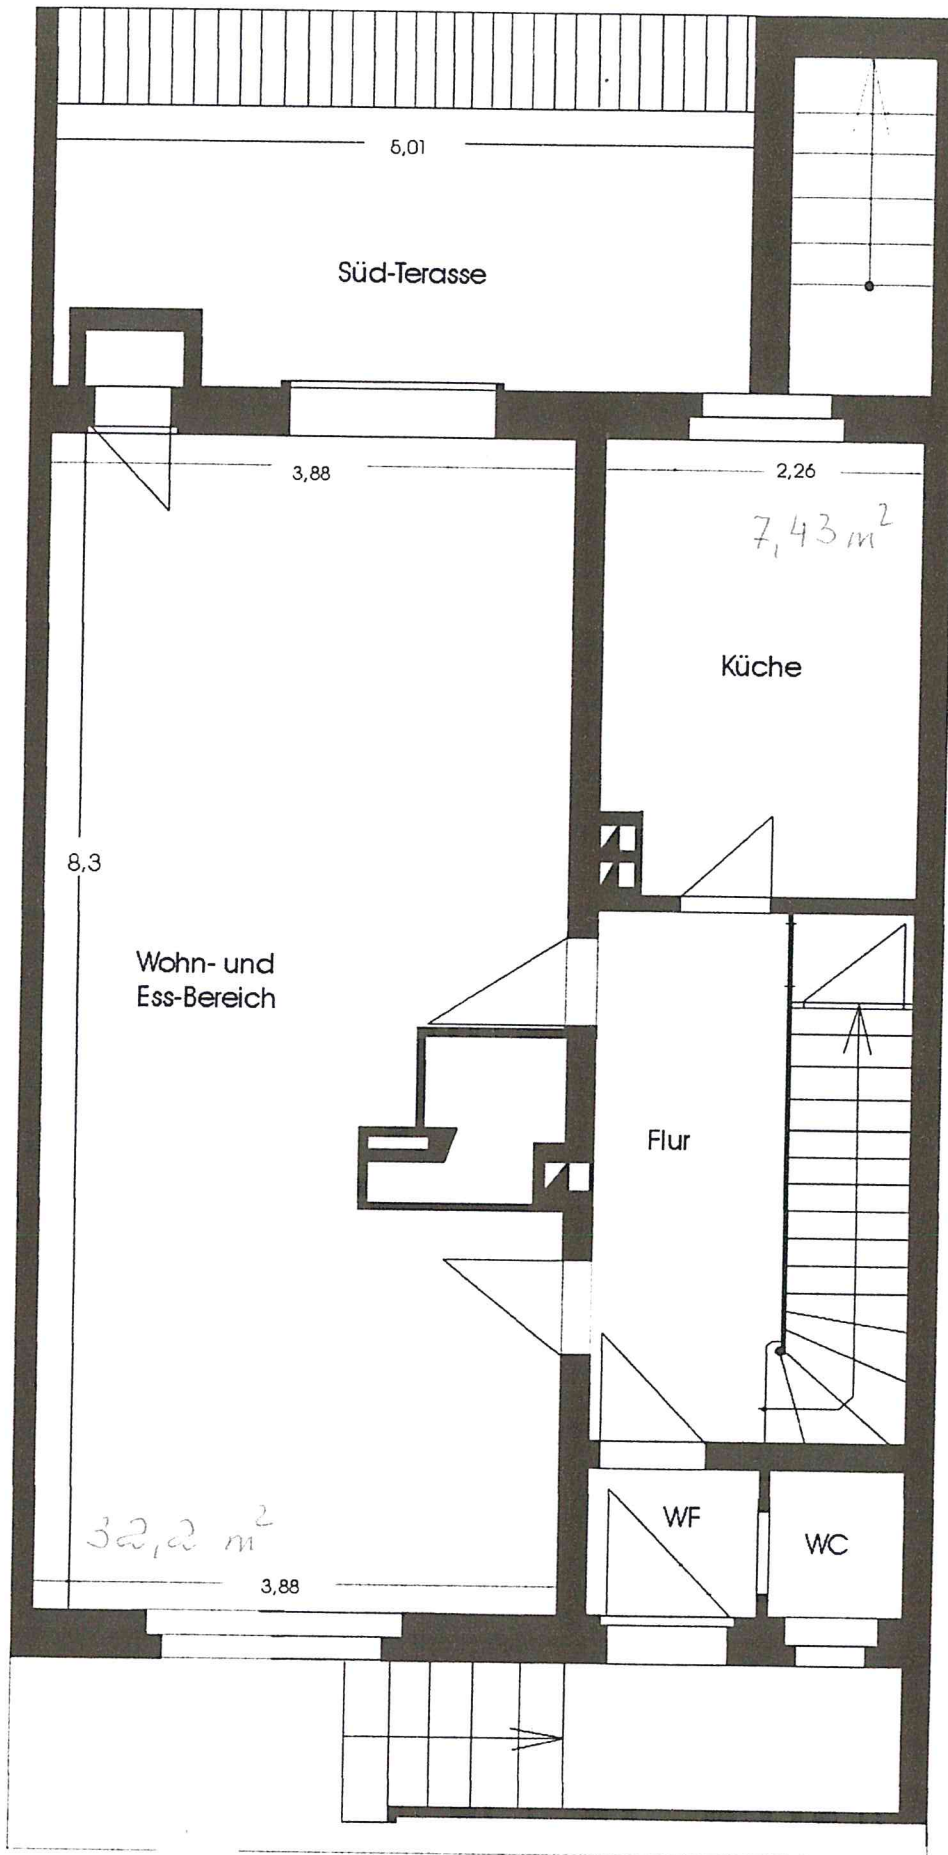 5,01
Süd-Terasse
3,88
2,26
7,43 m²
Küche
8,3
Wohn- und
Ess-Bereich
Flur
32,2 m²
WF
WC
3,88